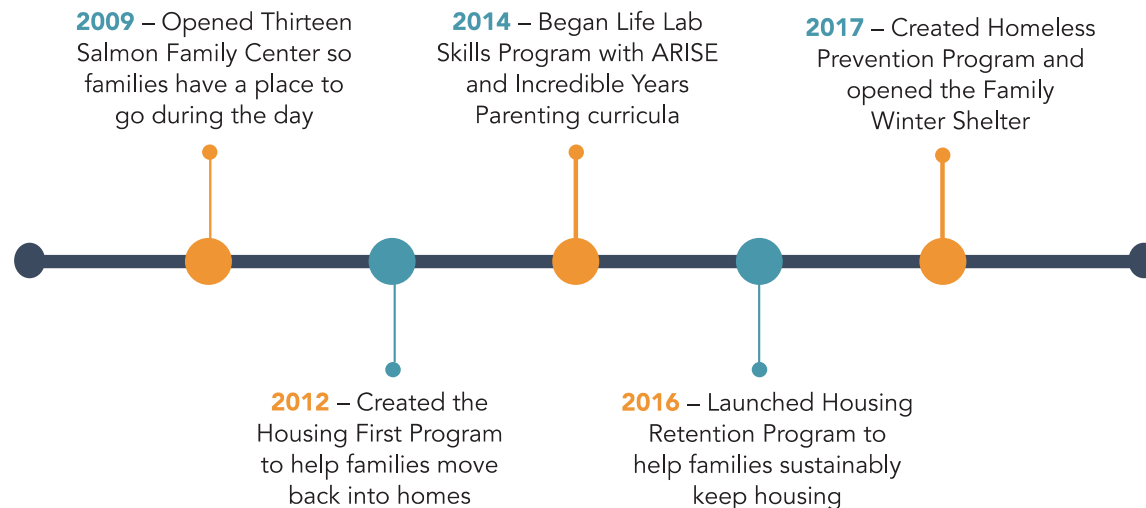 2009 – Opened Thirteen
Salmon Family Center so
families have a place to
go during the day
2012 – Created the
Housing First Program
to help families move
back into homes
2014 – Began Life Lab
Skills Program with ARISE
and Incredible Years
Parenting curricula
2016 – Launched Housing
Retention Program to
help families sustainably
keep housing
2017 – Created Homeless
Prevention Program and
opened the Family
Winter Shelter